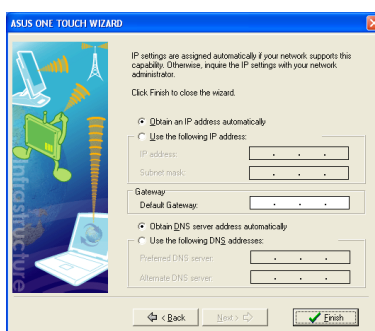 ASUS ONE TOUCH WIZARD
IP settings are assigned automatically if your network supports this
capability. Otherwise, inquire the IP settings with your network
administrator.
Click Finish to close the wizard.
Obtain an IP address automatically
Use the following IP address:
IP address:
Subnet mask:
Gateway
Default Gateway:
Obtain DNS server address automatically
Use the following DNS addresses:
Preferred DNS server:
Alternate DNS server:
Infrastructure
< Back
Next >
Finish